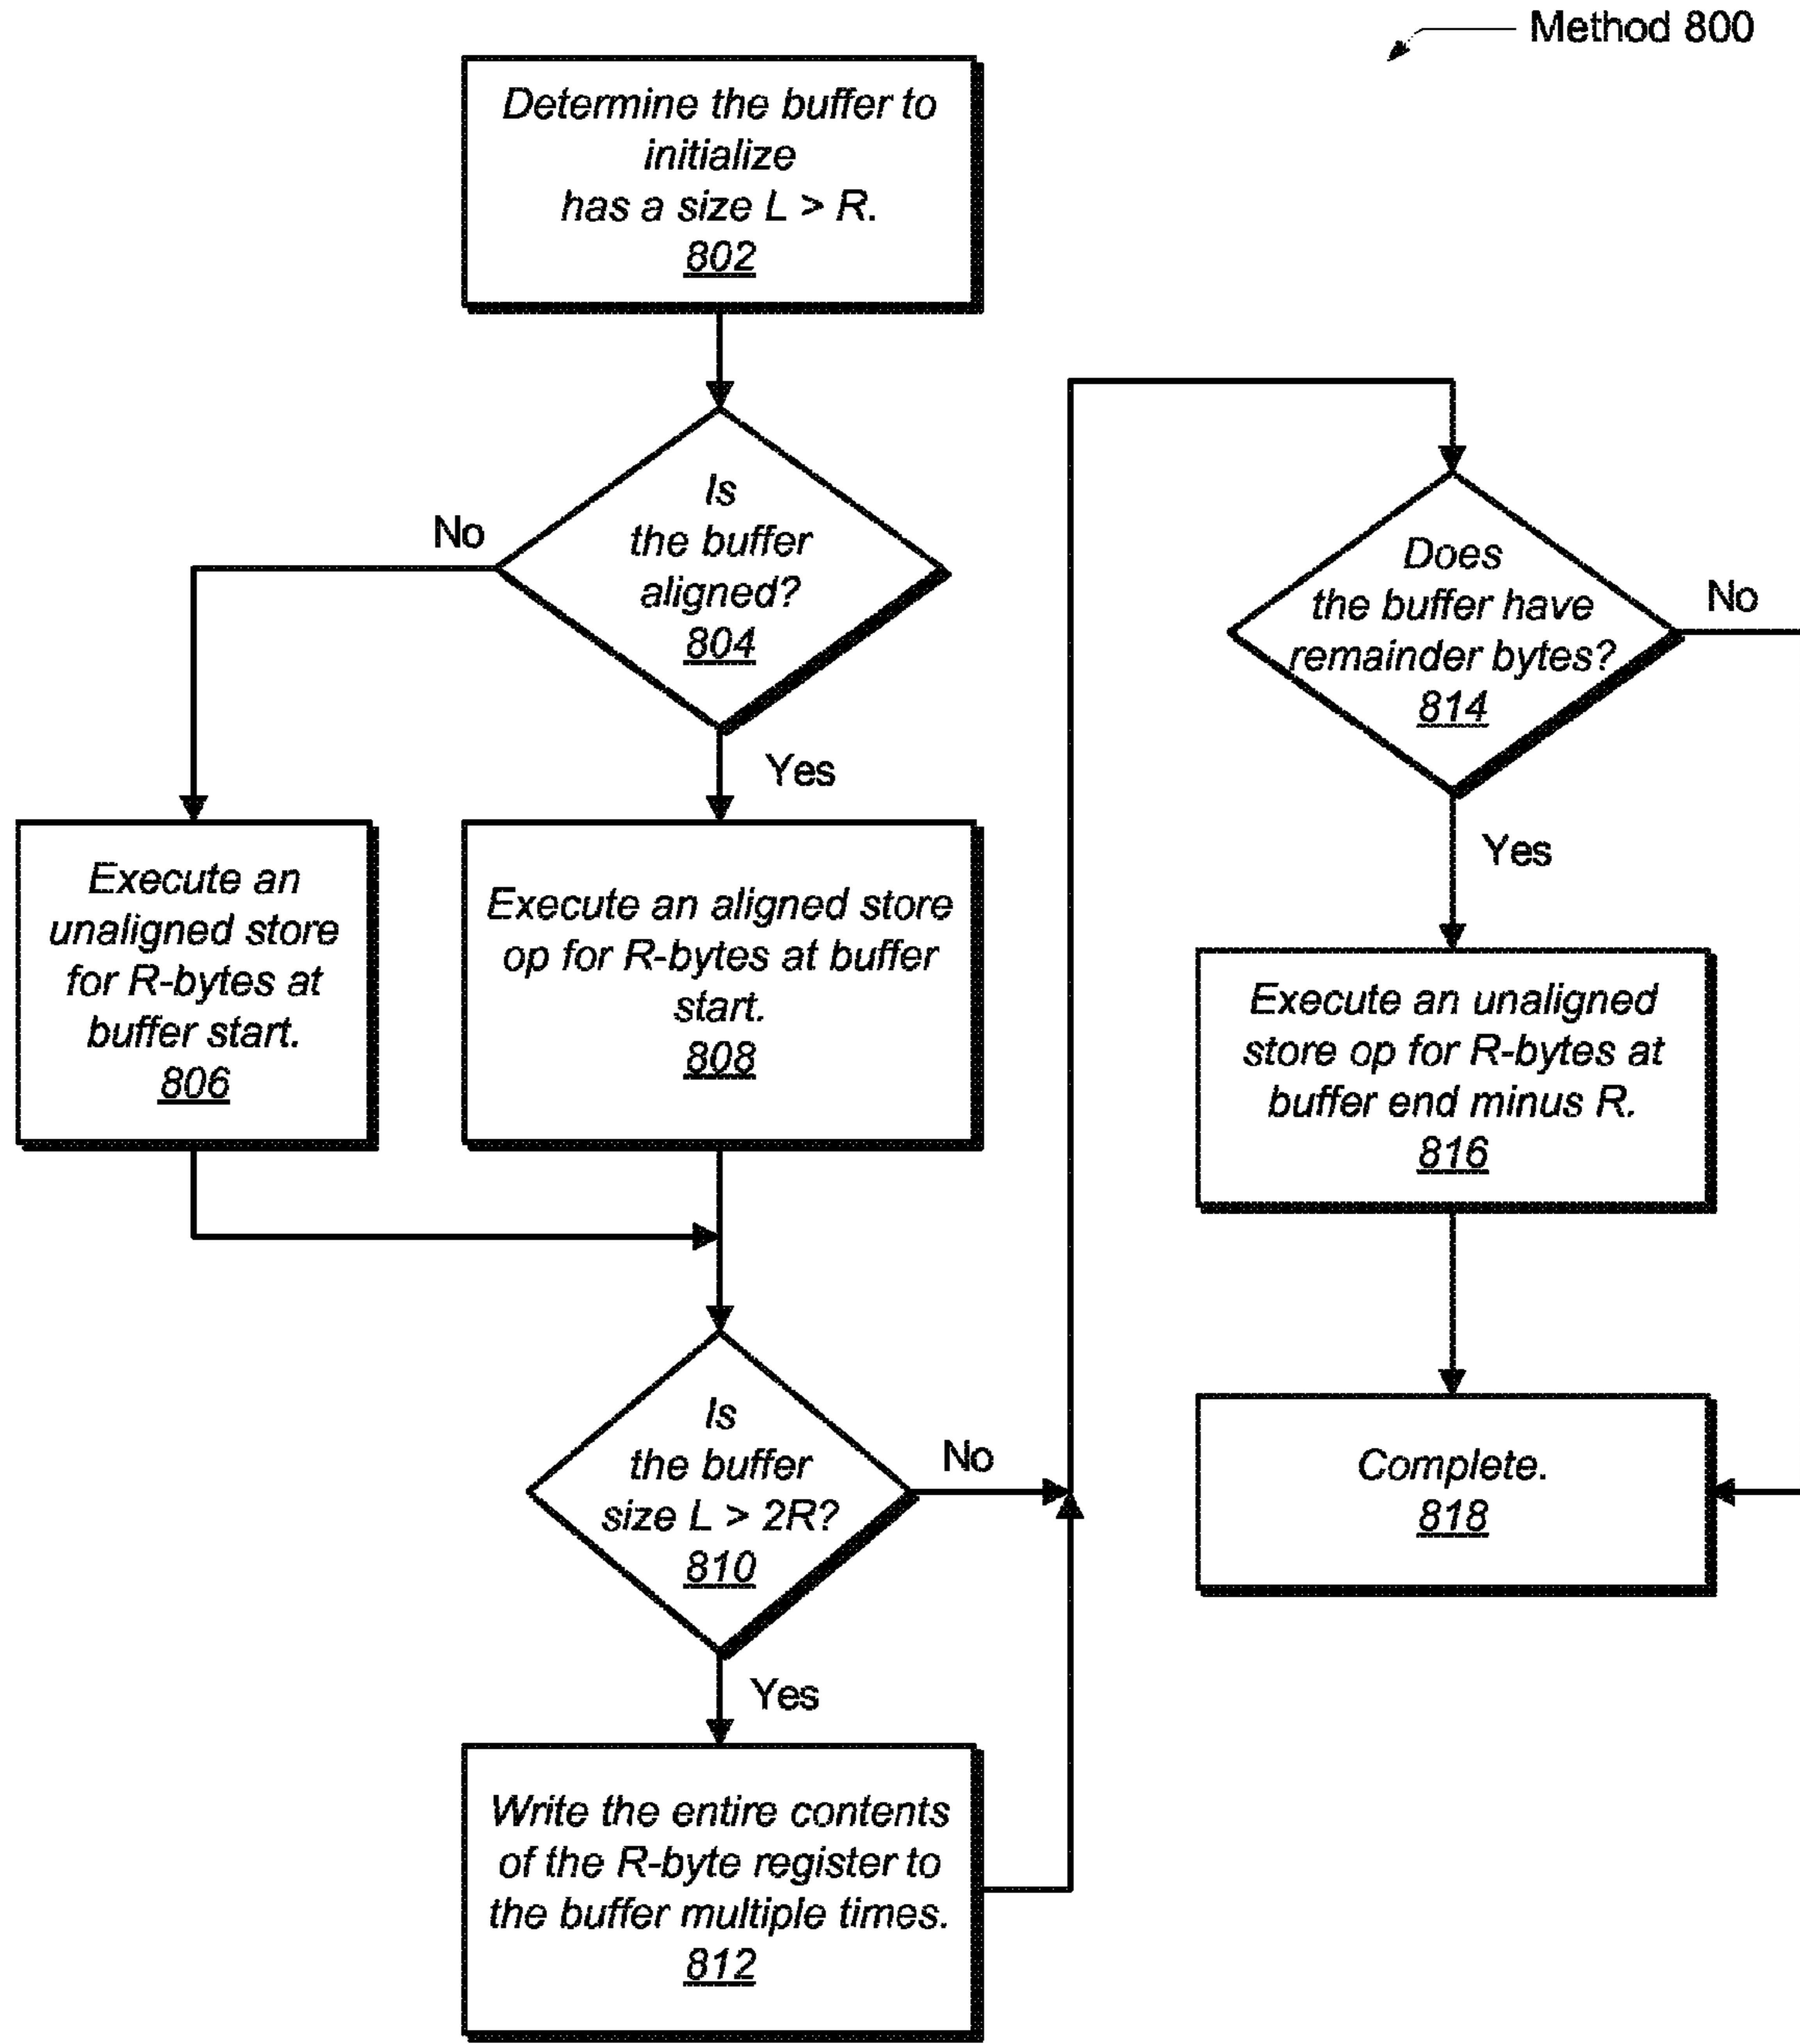 Method 800
Determine the buffer to
initialize
has a size L > R.
802
Is
the buffer
aligned?
804
No
Yes
Execute an
unaligned store
for R-bytes at
buffer start.
806
Execute an aligned store
op for R-bytes at buffer
start.
808
Is
the buffer
size L > 2R?
810
No
Yes
Write the entire contents
of the R-byte register to
the buffer multiple times.
812
Does
the buffer have
remainder bytes?
814
No
Yes
Execute an unaligned
store op for R-bytes at
buffer end minus R.
816
Complete.
818